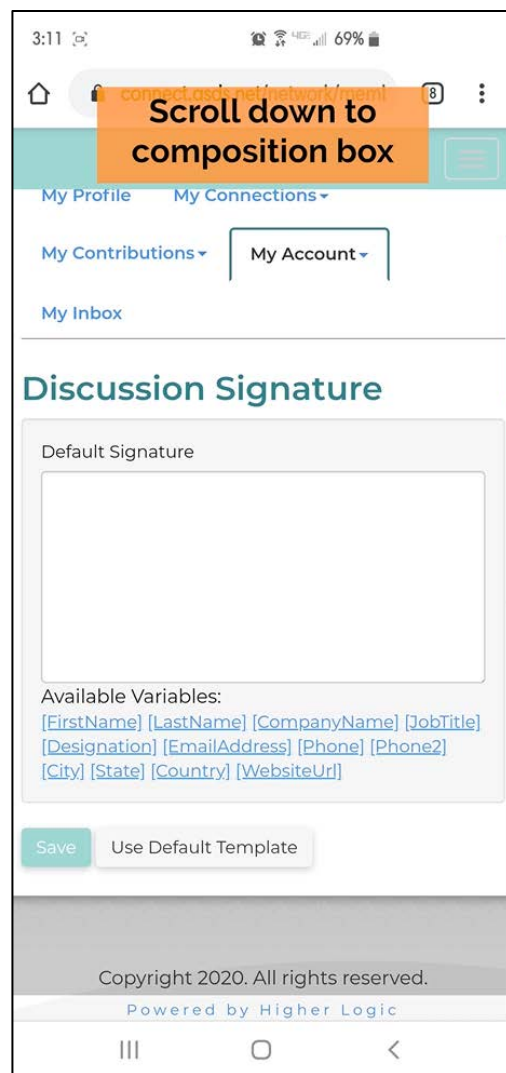 3:11 69%
connect.asds.net/network/mem 8
Scroll down to
composition box
My Profile My Connections
My Contributions My Account
My Inbox
Discussion Signature
Default Signature
Available Variables:
[FirstName] [LastName] [CompanyName] [JobTitle]
[Designation] [EmailAddress] [Phone] [Phone2]
[City] [State] [Country] [WebsiteUrl]
Save Use Default Template
Copyright 2020. All rights reserved.
Powered by Higher Logic